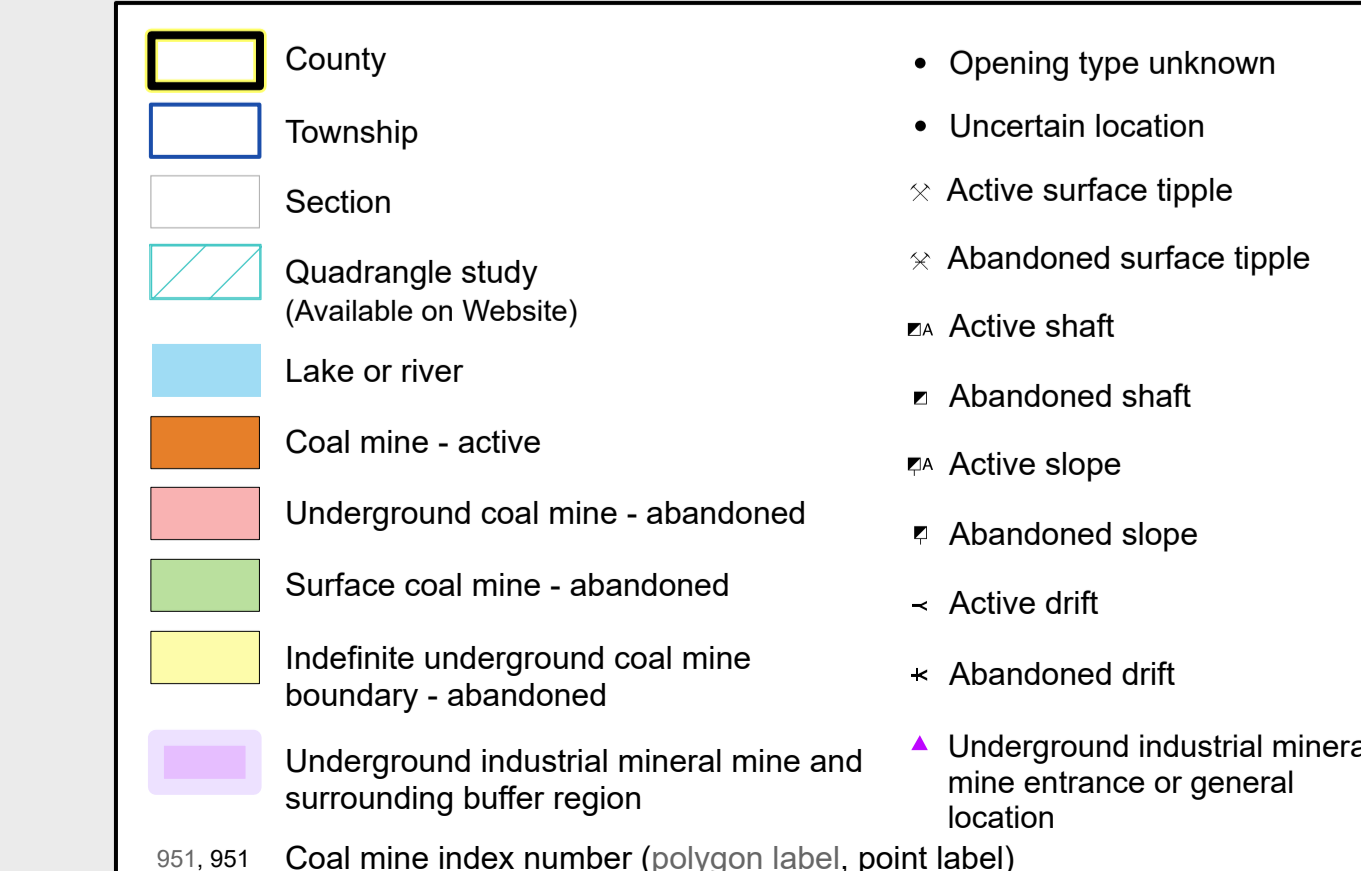 County
Township
Section
Quadrangle study
(Available on Website)
Lake or river
Coal mine - active
Underground coal mine - abandoned
Surface coal mine - abandoned
Indefinite underground coal mine
boundary - abandoned
Underground industrial mineral mine and
surrounding buffer region
951, 951 Coal mine index number (polygon label, point label)
Opening type unknown
Uncertain location
Active surface tipple
Abandoned surface tipple
A Active shaft
Abandoned shaft
A Active slope
Abandoned slope
Active drift
Abandoned drift
Underground industrial minera
mine entrance or general
location